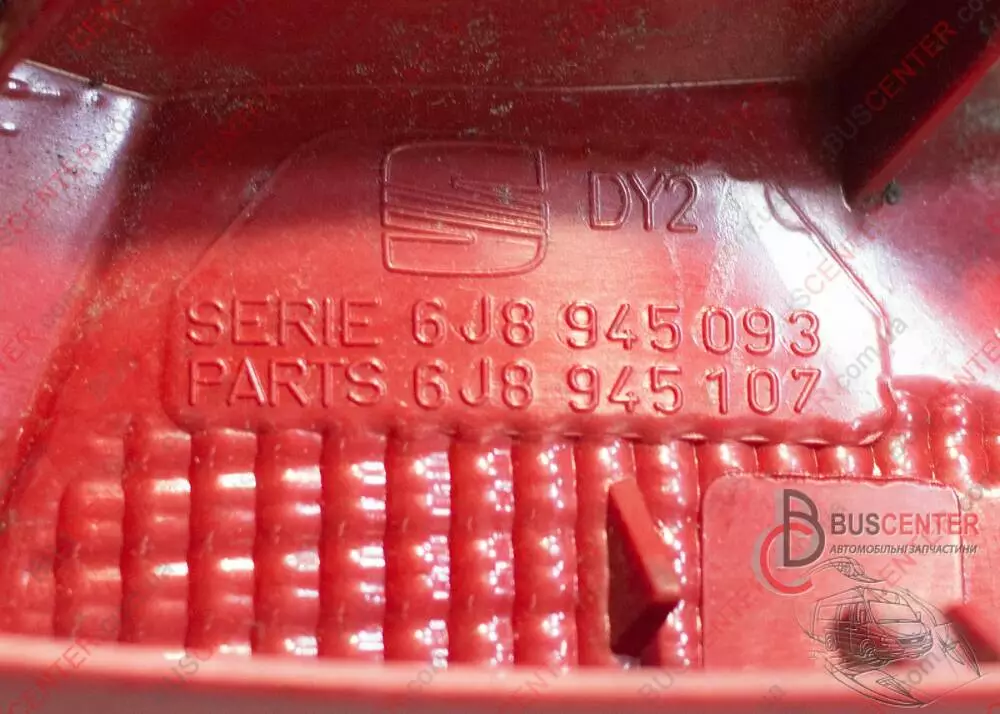 DY2
SERIE 6J8 945 093
PARTS 6J8 945 107
BUSCENTER
АВТОМОБІЛЬНІ ЗАПЧАСТИНИ